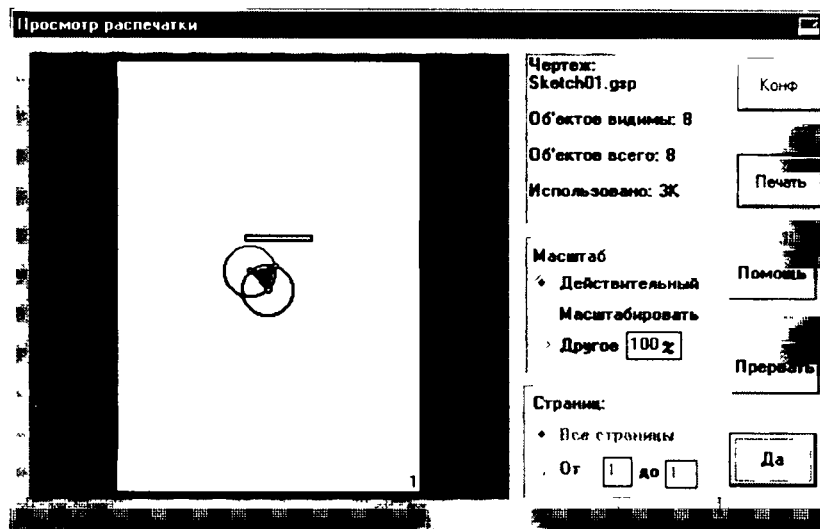 Просмотр распечатки
Чертеж:
Sketch01.gsp
Об'ектов видимы: 8
Об'ектов всего: 8
Использовано: 3К
Конф
Печать
Масштаб
Действительный
Масштабировать
Другое 100 %
Помощь
Прервать
Страниц:
Все страницы
От 1 до 1
Да
1